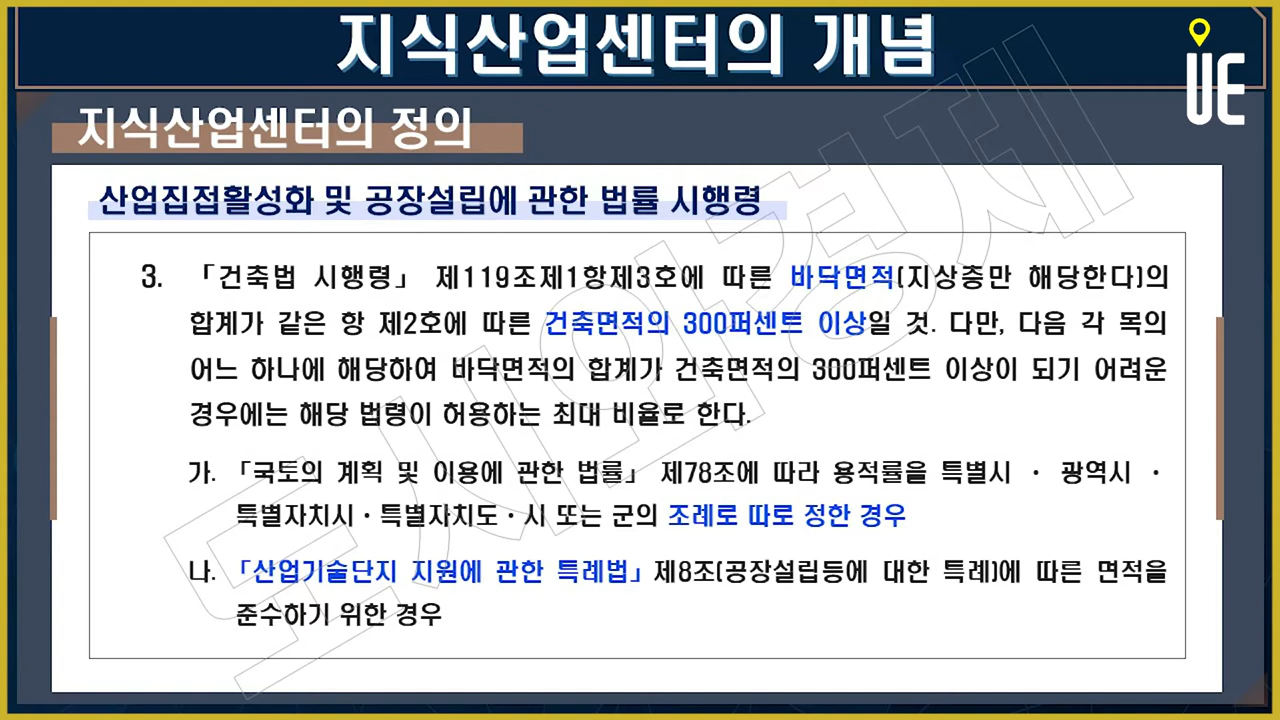 지식산업센터의 개념
UE
지식산업센터의 정의
산업집접활성화 및 공장설립에 관한 법률 시행령
3. 「건축법 시행령」 제119조제1항제3호에 따른 바닥면적(지상층만 해당한다)의
합계가 같은 항 제2호에 따른 건축면적의 300퍼센트 이상일 것. 다만, 다음 각 목의
어느 하나에 해당하여 바닥면적의 합계가 건축면적의 300퍼센트 이상이 되기 어려운
경우에는 해당 법령이 허용하는 최대 비율로 한다.
가. 「국토의 계획 및 이용에 관한 법률」 제78조에 따라 용적률을 특별시 · 광역시 ·
특별자치시 · 특별자치도 · 시 또는 군의 조례로 따로 정한 경우
나. 「산업기술단지 지원에 관한 특례법」 제8조(공장설립등에 대한 특례)에 따른 면적을
준수하기 위한 경우
도시와경제